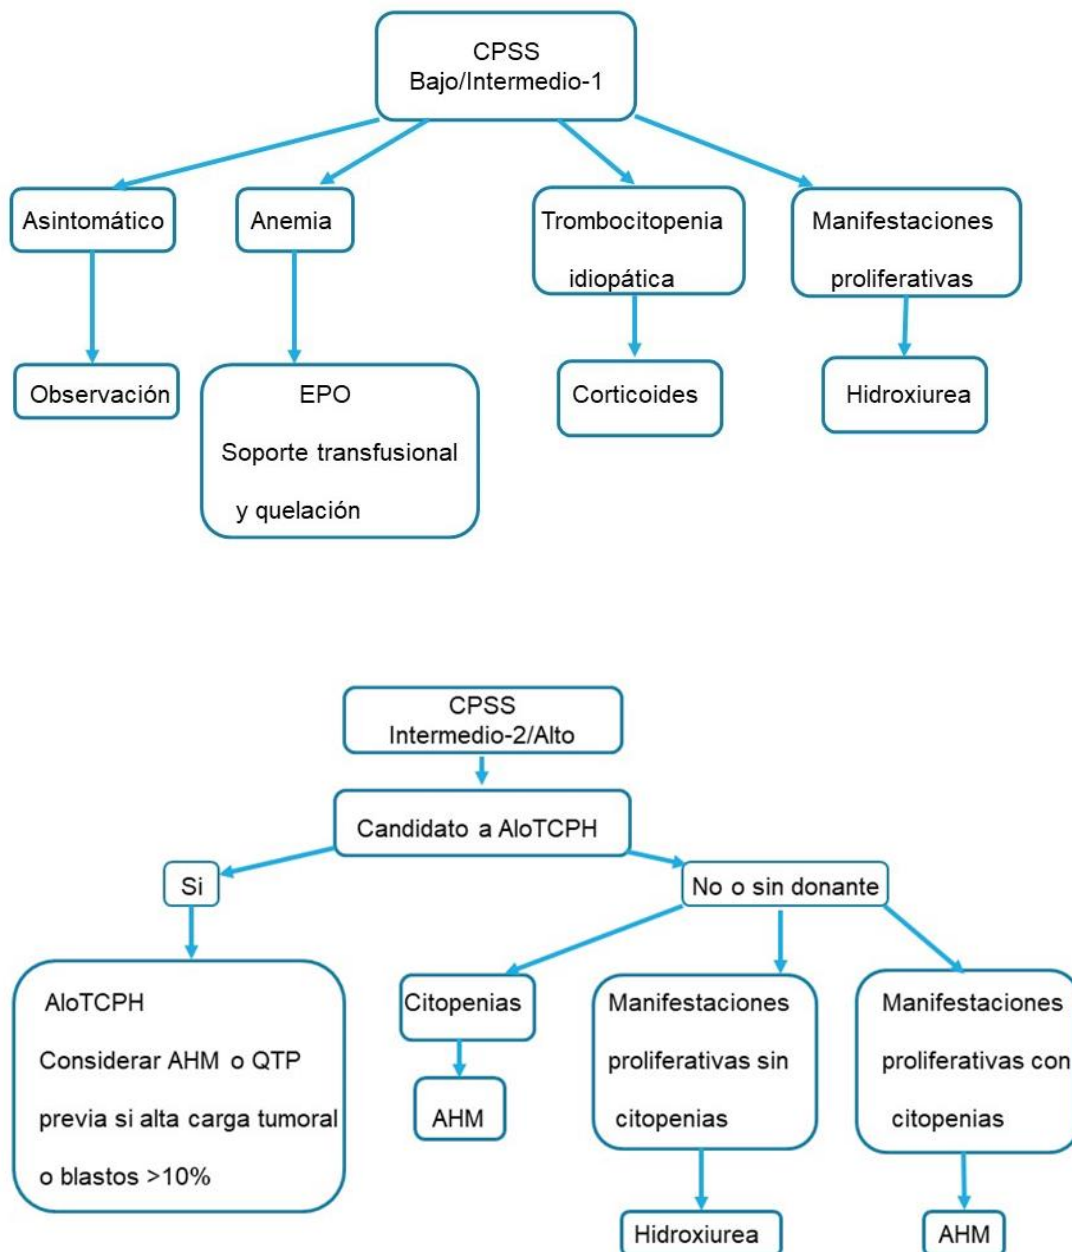 CPSS
Bajo/Intermedio-1
Asintomático
Anemia
Trombocitopenia
idiopática
Manifestaciones
proliferativas
Observación
EPO
Soporte transfusional
y quelación
Corticoides
Hidroxiurea
CPSS
Intermedio-2/Alto
Candidato a AloTCPH
Si
No o sin donante
AloTCPH
Considerar AHM o QTP
previa si alta carga tumoral
o blastos >10%
Citopenias
AHM
Manifestaciones
proliferativas sin
citopenias
Hidroxiurea
Manifestaciones
proliferativas con
citopenias
AHM